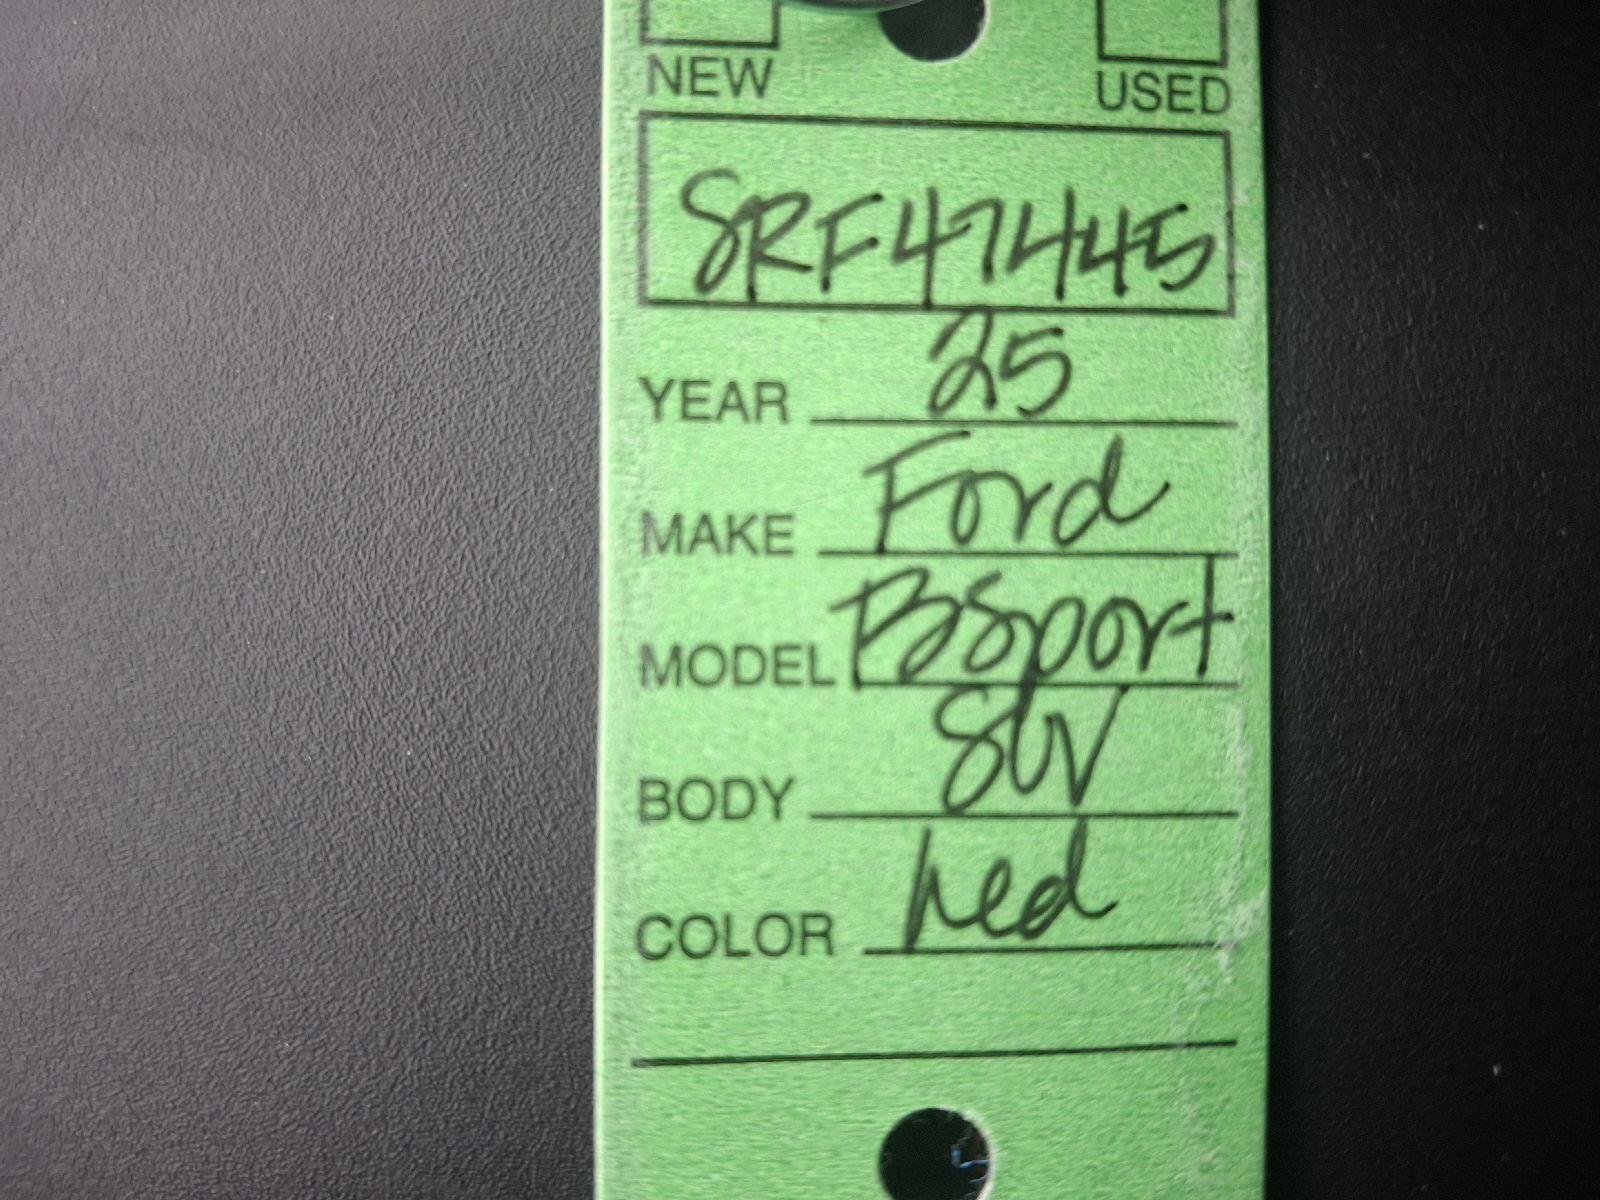 NEW USED
SRF47445
YEAR 25
MAKE Ford
MODEL BSport
BODY SUV
COLOR red